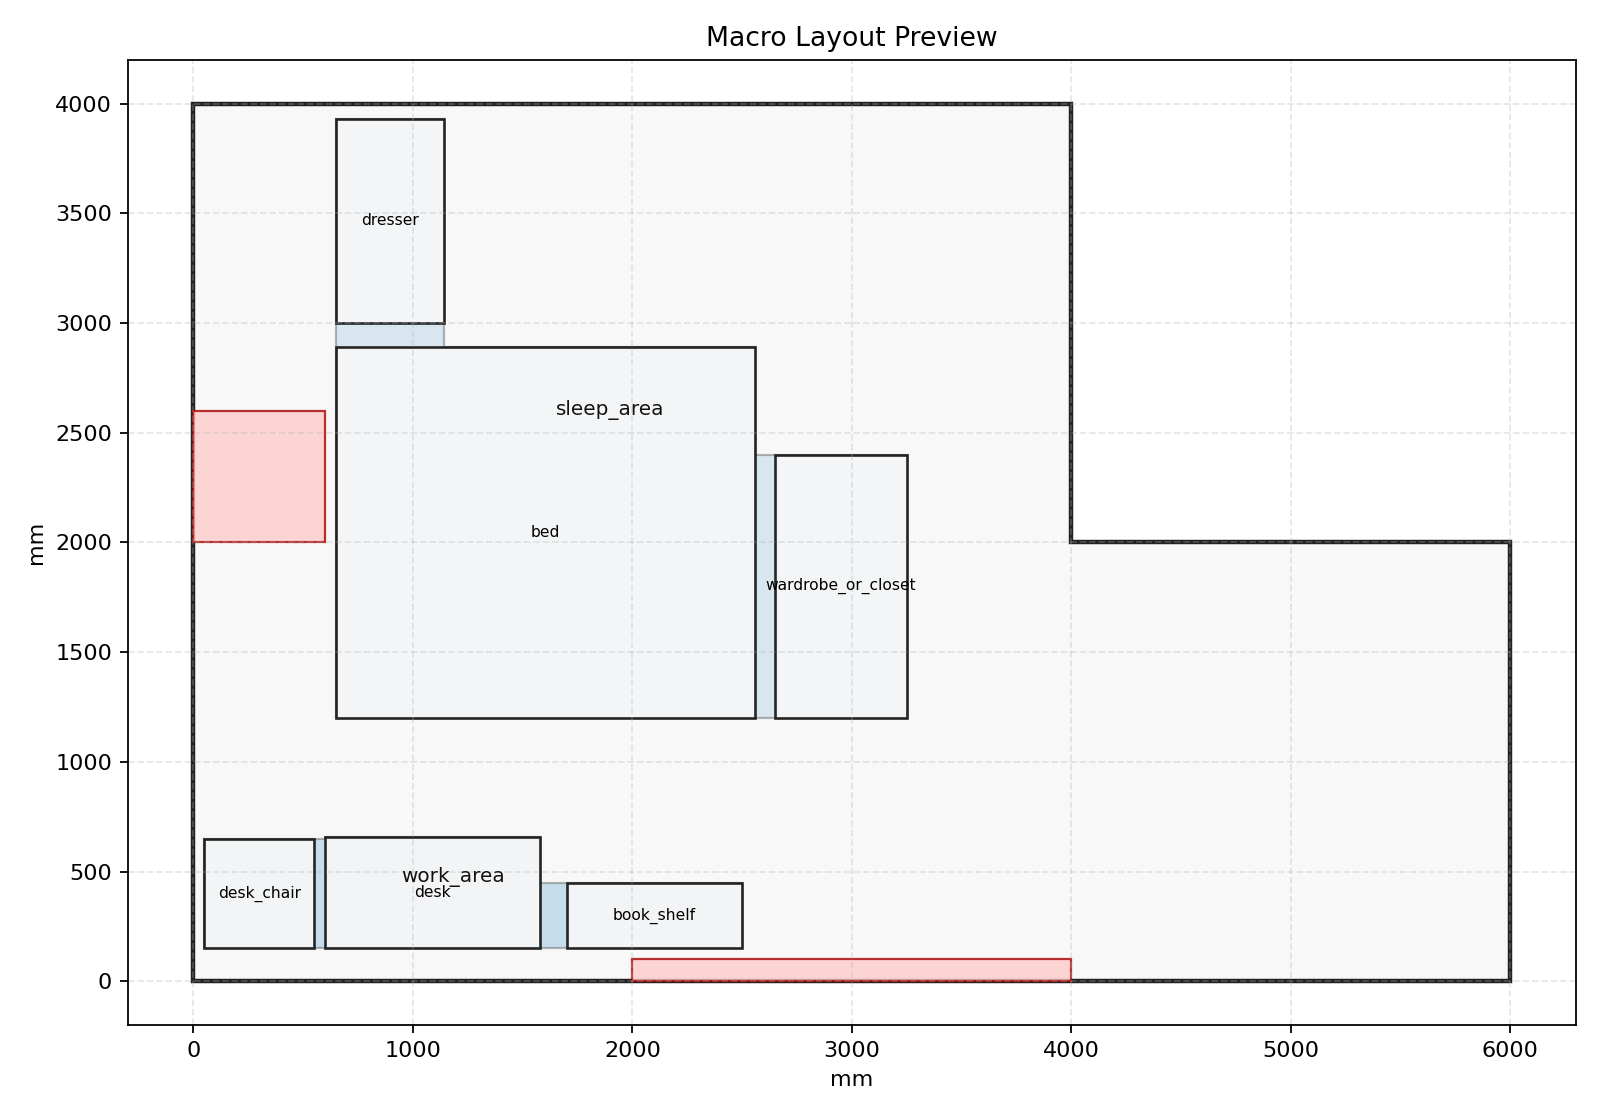 Macro Layout Preview
4000
3500
3000
2500
2000
1500
1000
500
0
mm
dresser
sleep_area
bed
wardrobe_or_closet
work_area
desk_chair
desk
book_shelf
0
1000
2000
3000
4000
5000
6000
mm